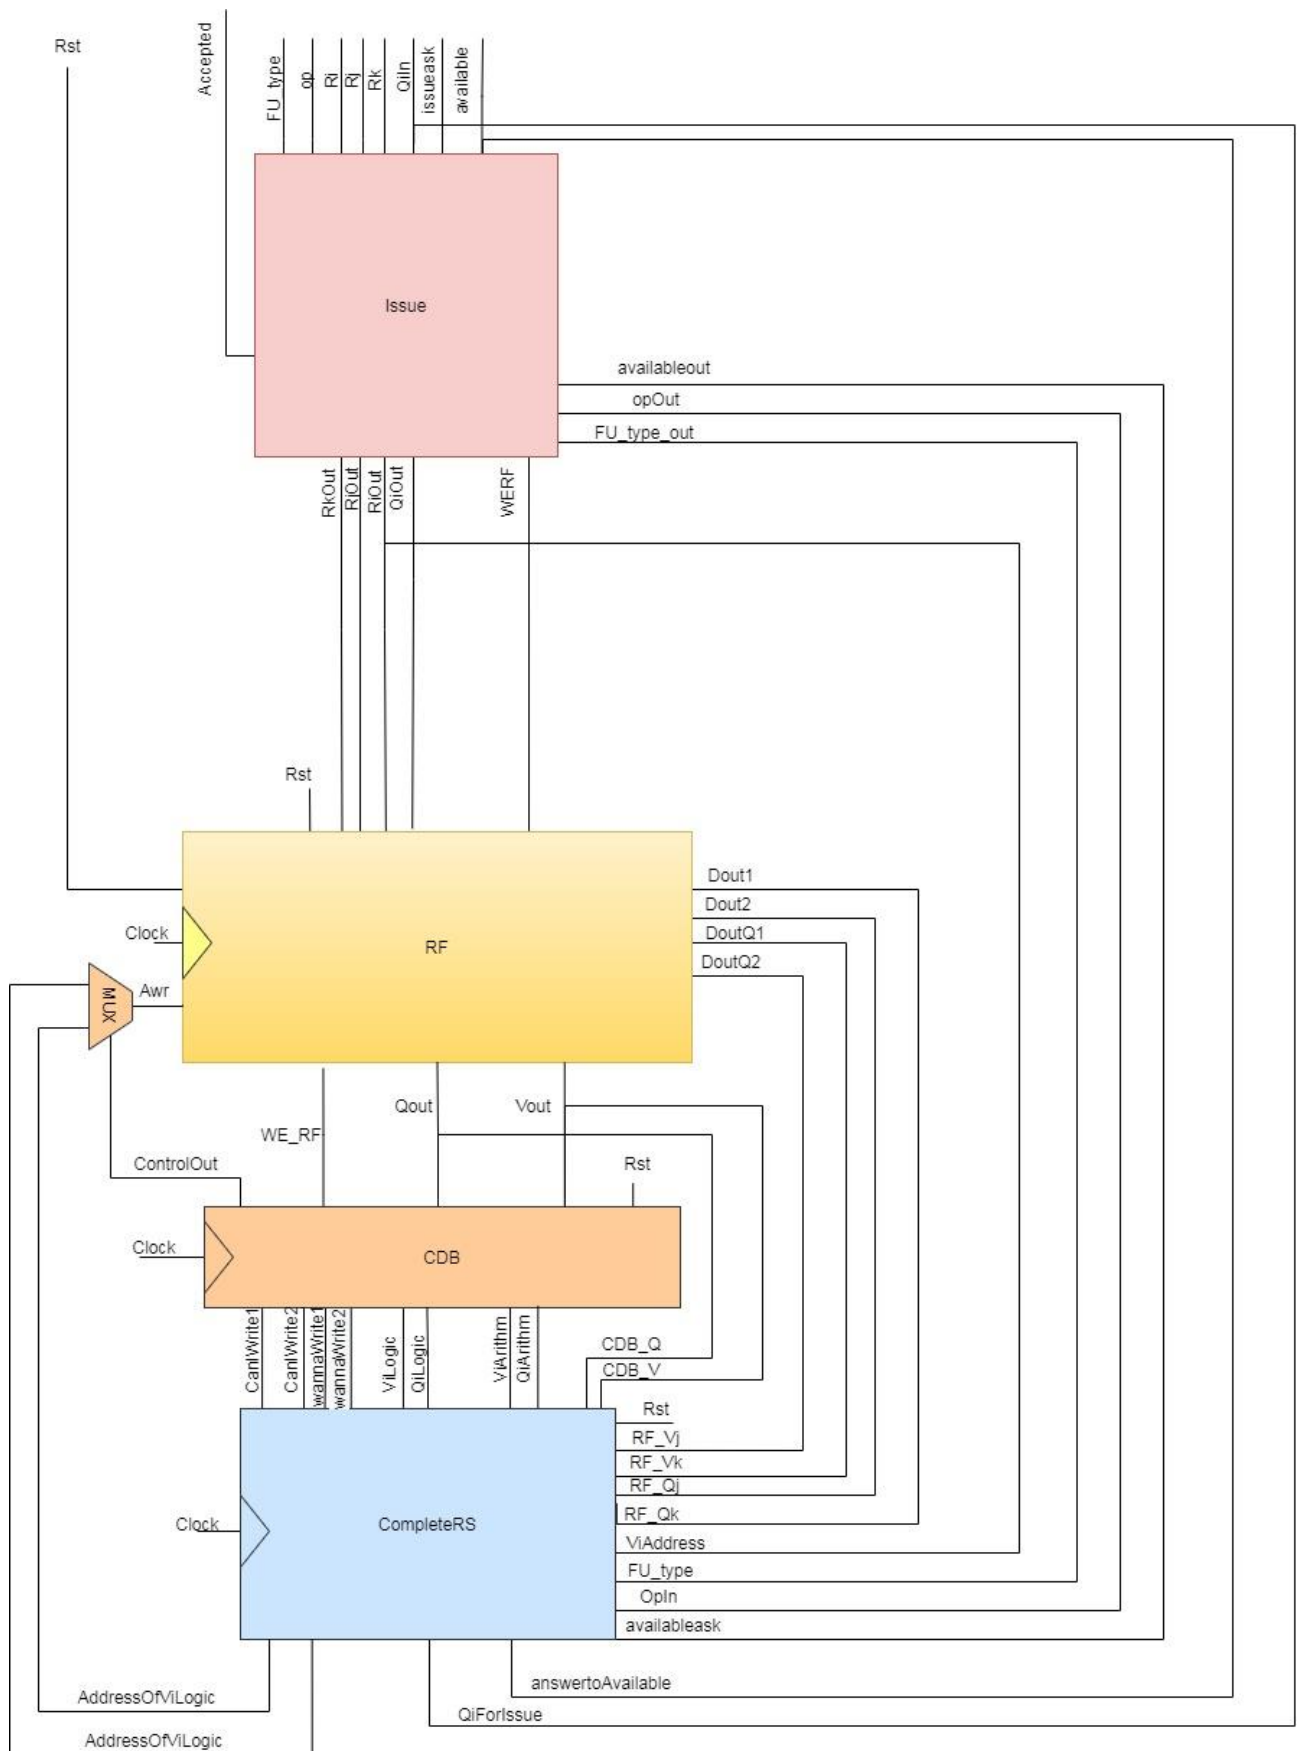 Rst
Accepted
FU_type
op
Ri
Rj
Rk
QiIn
issueask
available
Issue
availableout
opOut
FU_type_out
RkOut
RjOut
RiOut
QiOut
WERF
Rst
Dout1
Dout2
Clock
RF
DoutQ1
DoutQ2
MUX
Awr
Qout
Vout
WE_RF
ControlOut
Rst
Clock
CDB
CanIWrite1
CanIWrite2
wannaWrite1
wannaWrite2
ViLogic
QiLogic
ViArithm
QiArithm
CDB_Q
CDB_V
Rst
RF_Vj
RF_Vk
RF_Qj
RF_Qk
Clock
CompleteRS
ViAddress
FU_type
OpIn
availableask
answertoAvailable
AddressOfViLogic
QiForIssue
AddressOfViLogic